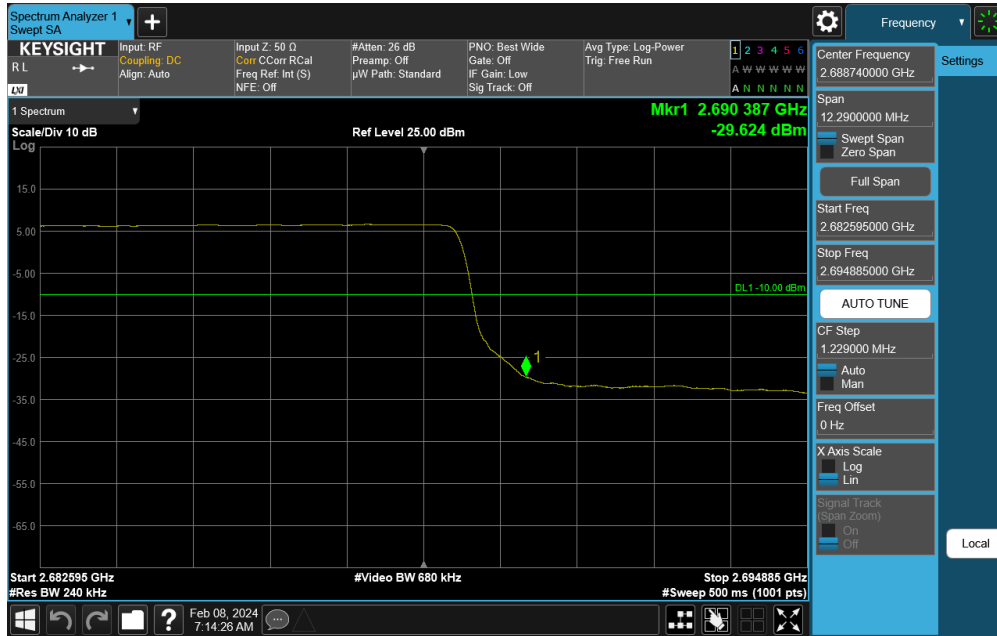 Spectrum Analyzer 1
Swept SA
Frequency
KEYSIGHT
R L
LXI
Input: RF
Coupling: DC
Align: Auto
Input Z: 50 Ω
Corr CCorr RCal
Freq Ref: Int (S)
NFE: Off
#Atten: 26 dB
Preamp: Off
µW Path: Standard
PNO: Best Wide
Gate: Off
IF Gain: Low
Sig Track: Off
Avg Type: Log-Power
Trig: Free Run
1 2 3 4 5 6
A W W W W W
A N N N N N
1 Spectrum
Scale/Div 10 dB
Log
Ref Level 25.00 dBm
Mkr1 2.690 387 GHz
-29.624 dBm
15.0
5.00
-5.00
-15.0
-25.0
-35.0
-45.0
-55.0
-65.0
DL1 -10.00 dBm
1
Start 2.682595 GHz
#Res BW 240 kHz
#Video BW 680 kHz
Stop 2.694885 GHz
#Sweep 500 ms (1001 pts)
?
Feb 08, 2024
7:14:26 AM
Center Frequency
2.688740000 GHz
Span
12.2900000 MHz
Swept Span
Zero Span
Full Span
Start Freq
2.682595000 GHz
Stop Freq
2.694885000 GHz
AUTO TUNE
CF Step
1.229000 MHz
Auto
Man
Freq Offset
0 Hz
X Axis Scale
Log
Lin
Signal Track
(Span Zoom)
On
Off
Settings
Local